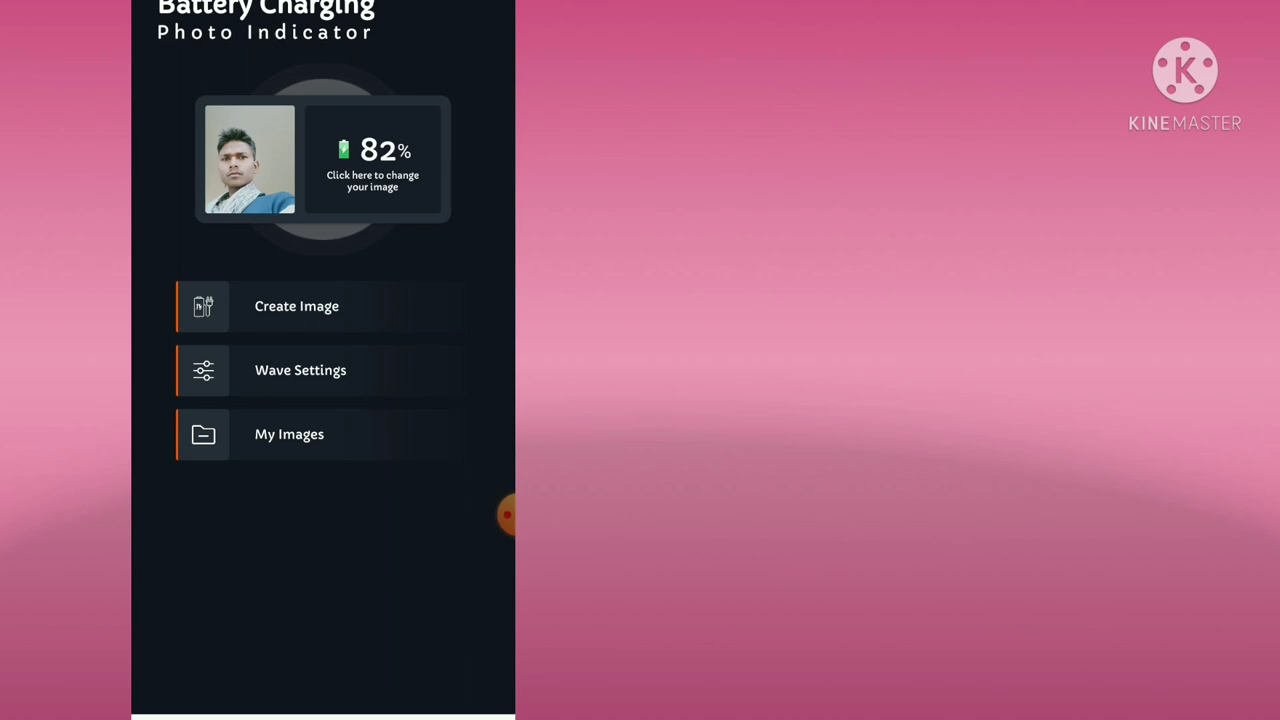 Battery Charging
Photo Indicator
82%
Click here to change
your image
Create Image
Wave Settings
My Images
K
KINEMASTER